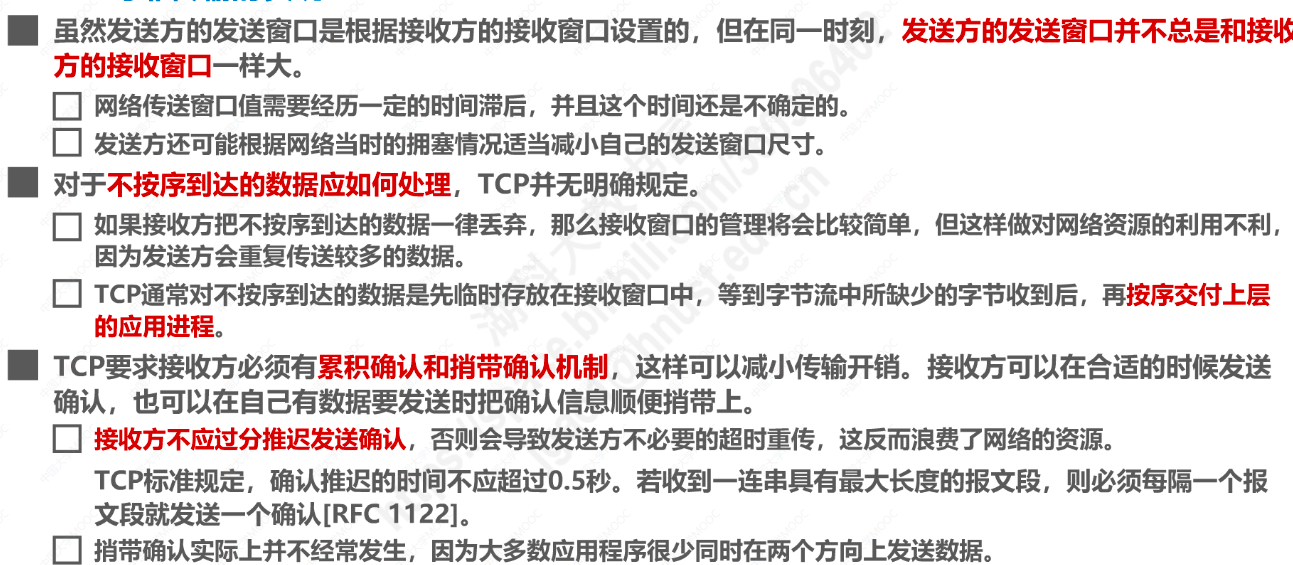 虽然发送方的发送窗口是根据接收方的接收窗口设置的，但在同一时刻，发送方的发送窗口并不总是和接收
方的接收窗口一样大。
网络传送窗口值需要经历一定的时间滞后，并且这个时间还是不确定的。
发送方还可能根据网络当时的拥塞情况适当减小自己的发送窗口尺寸。
对于不按序到达的数据应如何处理，TCP并无明确规定。
如果接收方把不按序到达的数据一律丢弃，那么接收窗口的管理将会比较简单，但这样做对网络资源的利用不利，
因为发送方会重复传送较多的数据。
TCP通常对不按序到达的数据是先临时存放在接收窗口中，等到字节流中所缺少的字节收到后，再按序交付上层
的应用进程。
TCP要求接收方必须有累积确认和捎带确认机制，这样可以减小传输开销。接收方可以在合适的时候发送
确认，也可以在自己有数据要发送时把确认信息顺便捎带上。
接收方不应过分推迟发送确认，否则会导致发送方不必要的超时重传，这反而浪费了网络的资源。
TCP标准规定，确认推迟的时间不应超过0.5秒。若收到一连串具有最大长度的报文段，则必须每隔一个报
文段就发送一个确认[RFC 1122]。
捎带确认实际上并不经常发生，因为大多数应用程序很少同时在两个方向上发送数据。